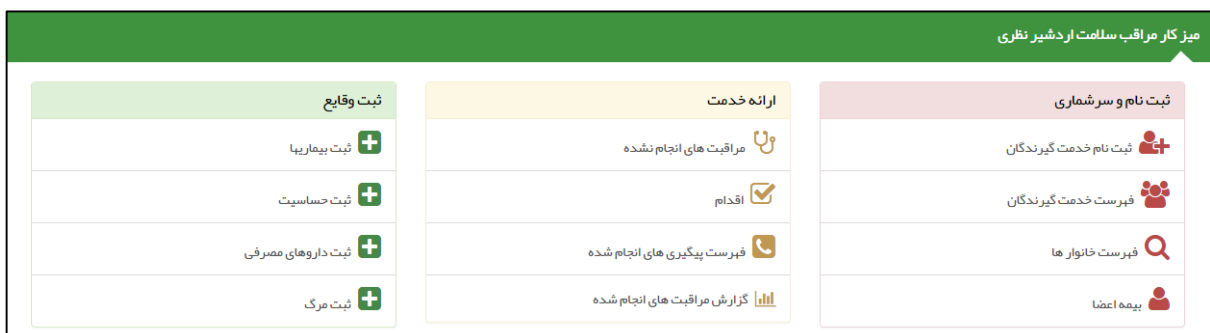 میز کار مراقب سلامت اردشیر نظری
ثبت نام و سرشماری
ثبت نام خدمت گیرندگان
فهرست خدمت گیرندگان
فهرست خانوار ها
بیمه اعضا
ارائه خدمت
مراقبت های انجام نشده
اقدام
فهرست پیگیری های انجام شده
گزارش مراقبت های انجام شده
ثبت وقایع
ثبت بیماریها
ثبت حساسیت
ثبت داروهای مصرفی
ثبت مرگ